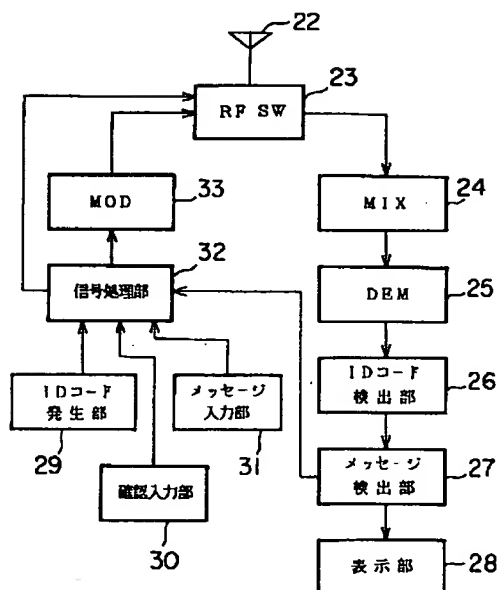 22
RF SW
23
MOD
33
MIX
24
信号処理部
32
DEM
25
IDコード
発生部
29
メッセージ
入力部
31
IDコード
検出部
26
確認入力部
30
メッセージ
検出部
27
表示部
28